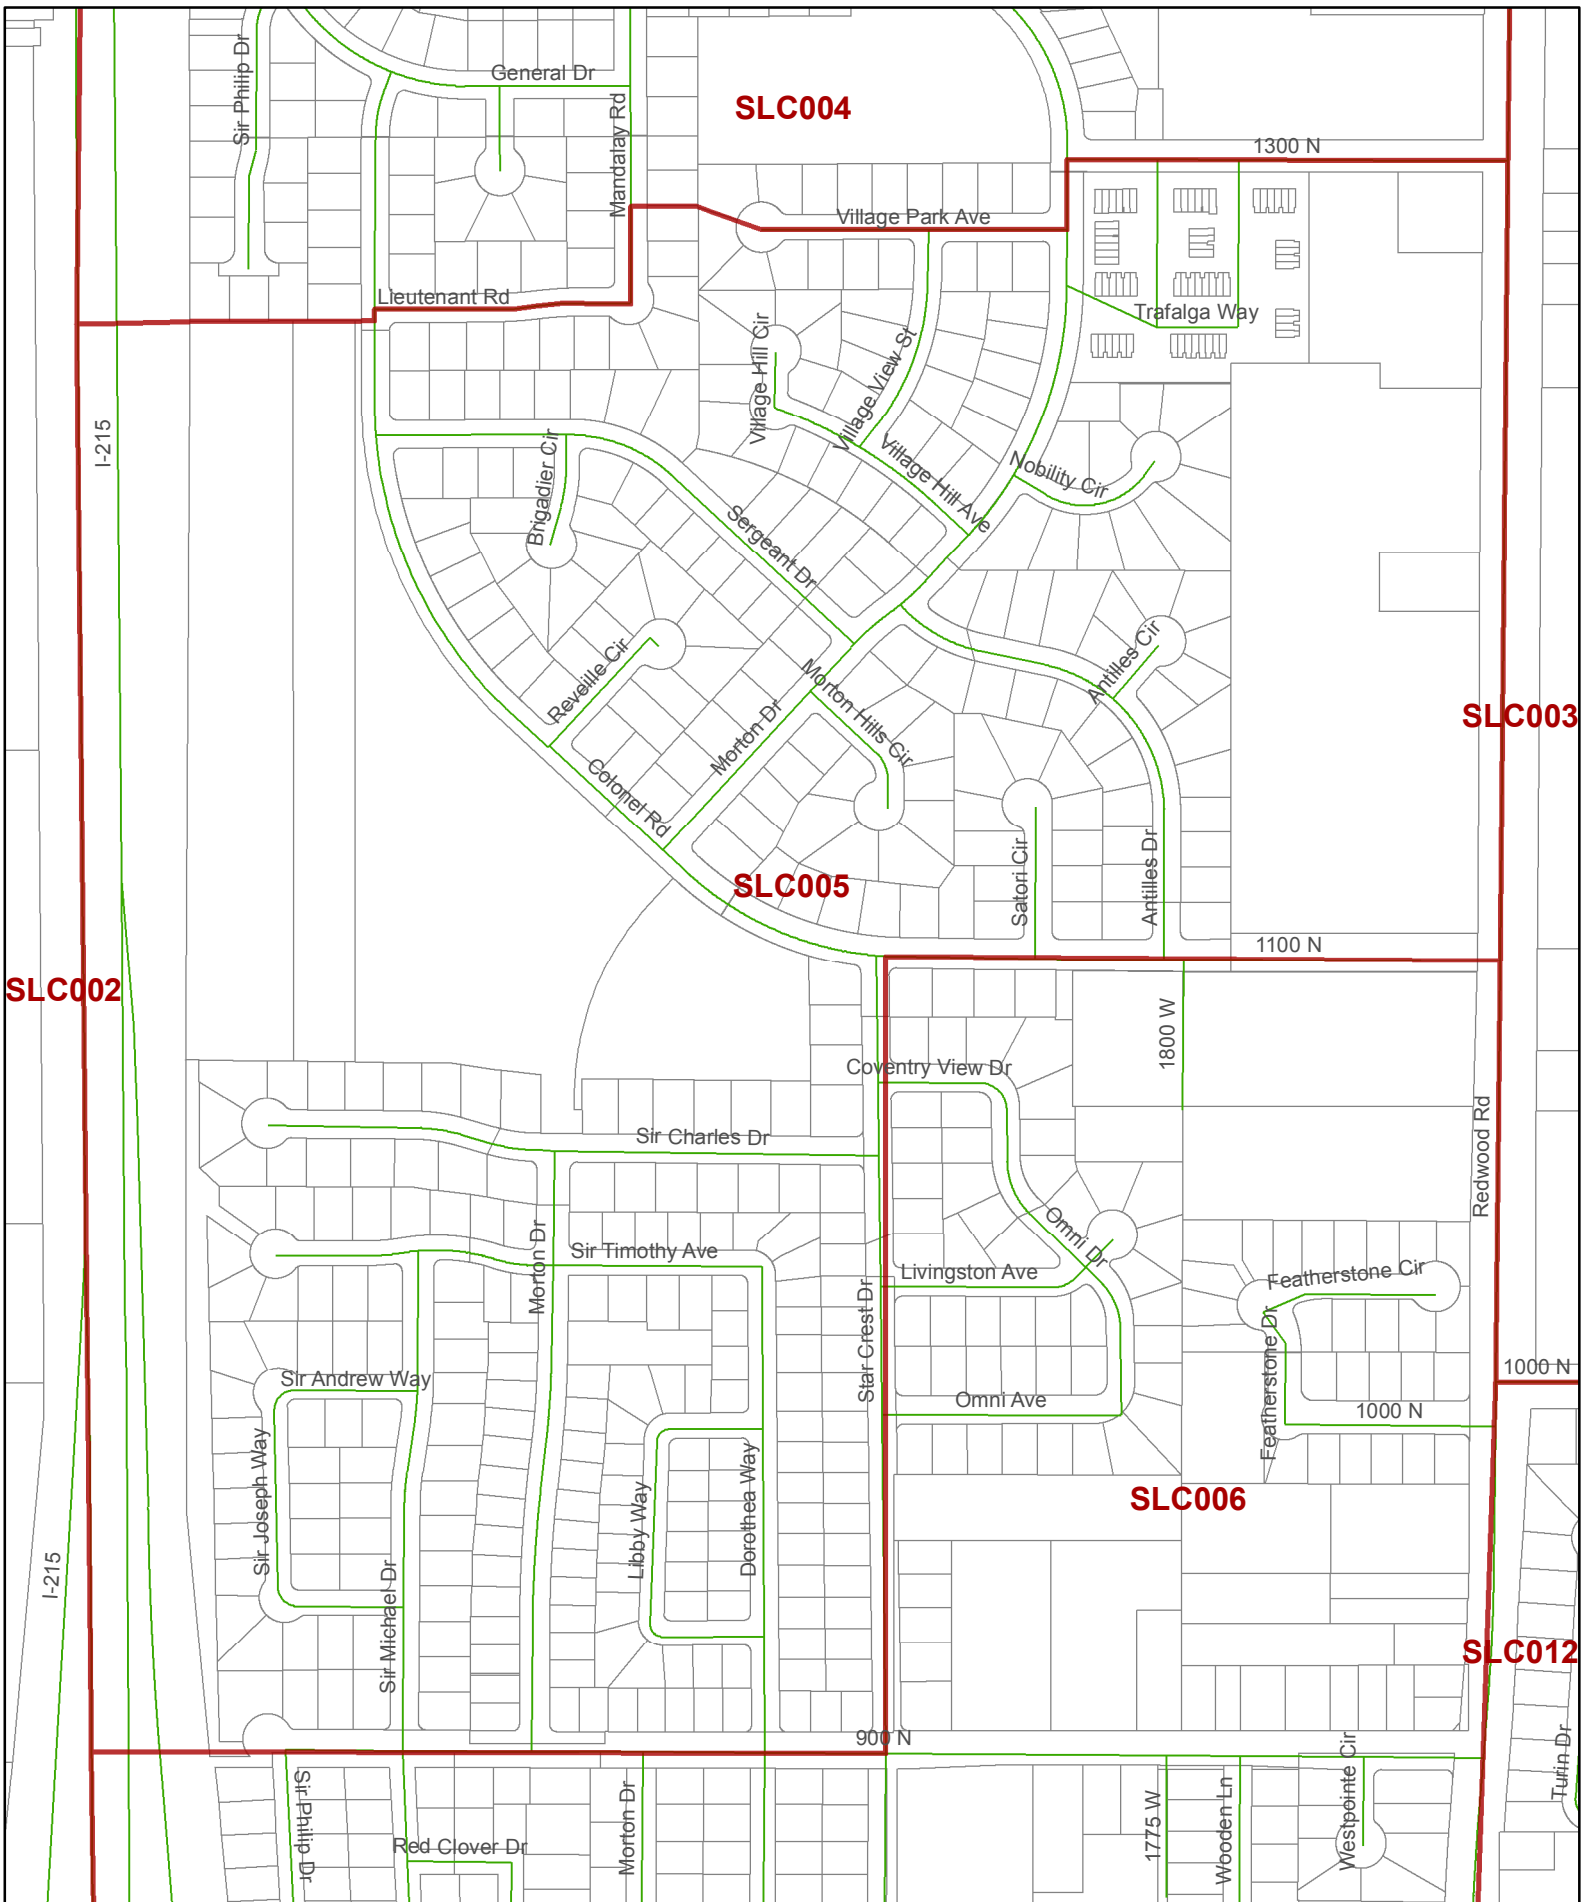 Sir Philip Dr
General Dr
Mandalay Rd
SLC004
1300 N
Village Park Ave
Lieutenant Rd
Trafalga Way
Village Hill Cir
Village View St
I-215
Brigadier Cir
Village Hill Ave
Nobility Cir
Sergeant Dr
Reveille Cir
Antilles Cir
Morton Hills Cir
Morton Dr
SLC003
Colonel Rd
SLC005
Satori Cir
Antilles Dr
1100 N
SLC002
1800 W
Coventry View Dr
Redwood Rd
Sir Charles Dr
Morton Dr
Sir Timothy Ave
Omni Dr
Livingston Ave
Featherstone Cir
Star Crest Dr
Featherstone Dr
1000 N
Sir Andrew Way
Omni Ave
1000 N
Sir Joseph Way
Libby Way
Dorothea Way
SLC006
I-215
Sir Michael Dr
SLC012
900 N
Sir Philip Dr
Red Clover Dr
Morton Dr
1775 W
Wooden Ln
Westpointe Cir
Turin Dr